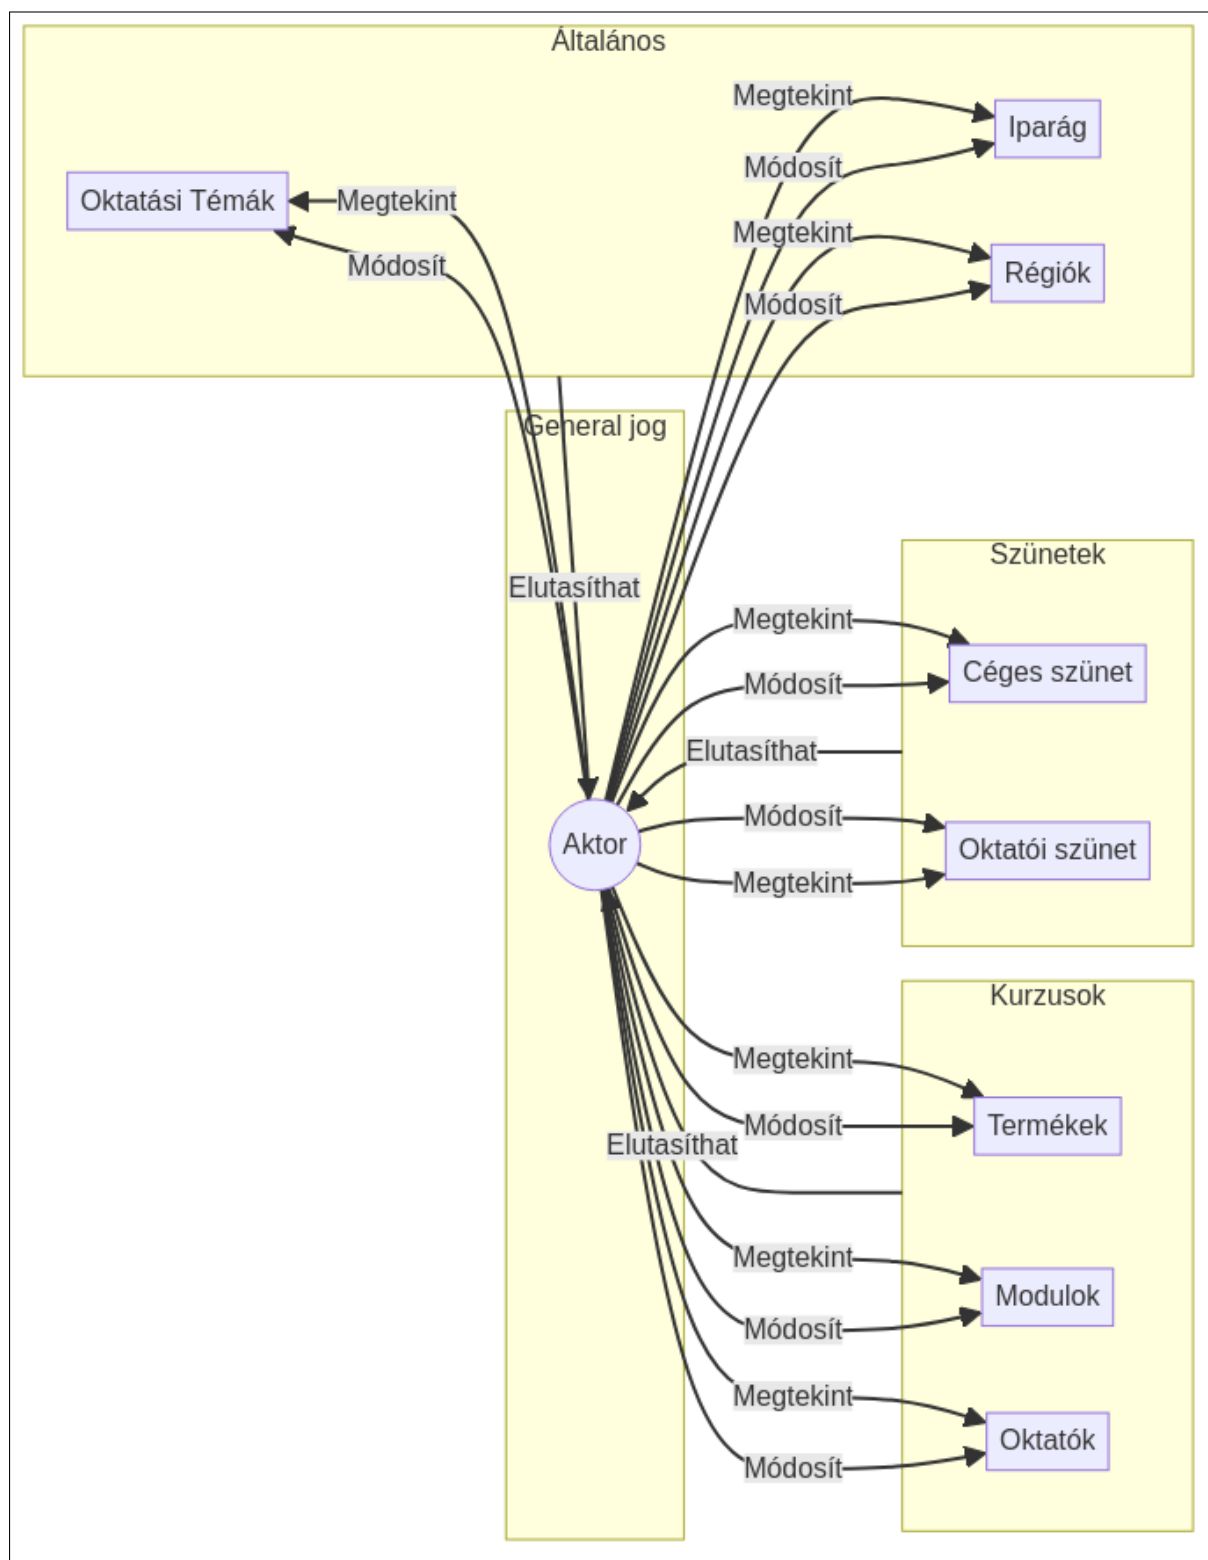 Általános
Megtekint
Iparág
Módosít
Oktatási Témák
Megtekint
Megtekint
Módosít
Régiók
Módosít
General jog
Szünetek
Elutasíthat
Megtekint
Céges szünet
Módosít
Elutasíthat
Aktor
Módosít
Oktatói szünet
Megtekint
Kurzusok
Megtekint
Módosít
Termékek
Elutasíthat
Megtekint
Modulok
Módosít
Megtekint
Oktatók
Módosít